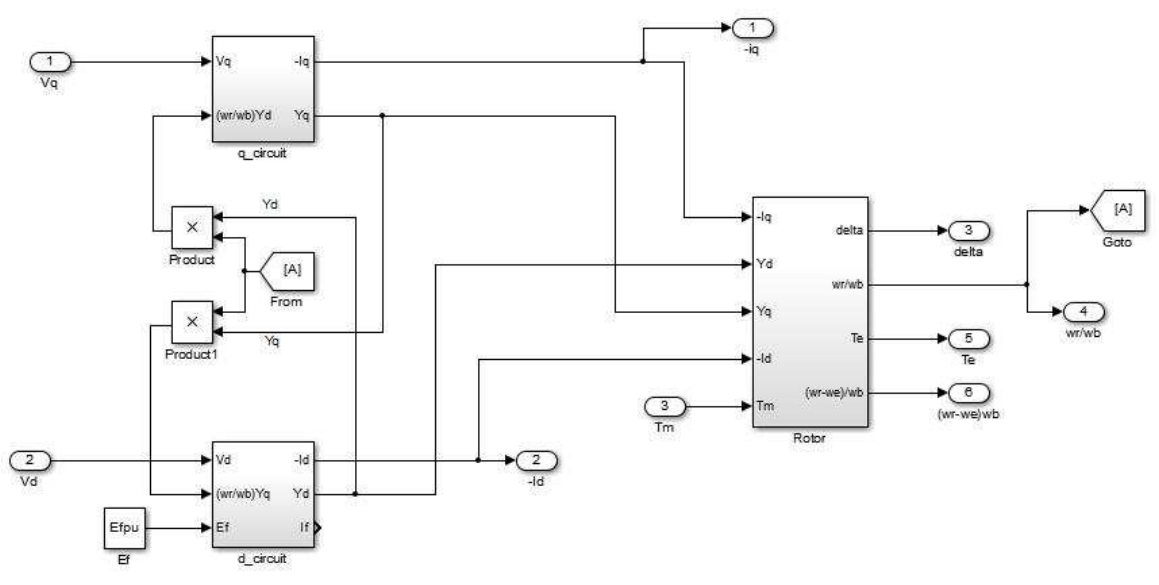 1
-iq
1
Vq
Vq
-Iq
(wr/wb)Yd
Yq
q_circuit
Yd
×
Product
[A]
From
×
Product1
Yq
-Iq
Yd
Yq
-Id
Tm
delta
wr/wb
Te
(wr-we)/wb
Rotor
[A]
Goto
3
delta
4
wr/wb
5
Te
6
(wr-we)wb
3
Tm
2
Vd
Vd
-Id
(wr/wb)Yq
Yd
Ef
If
d_circuit
2
-Id
Efpu
Ef